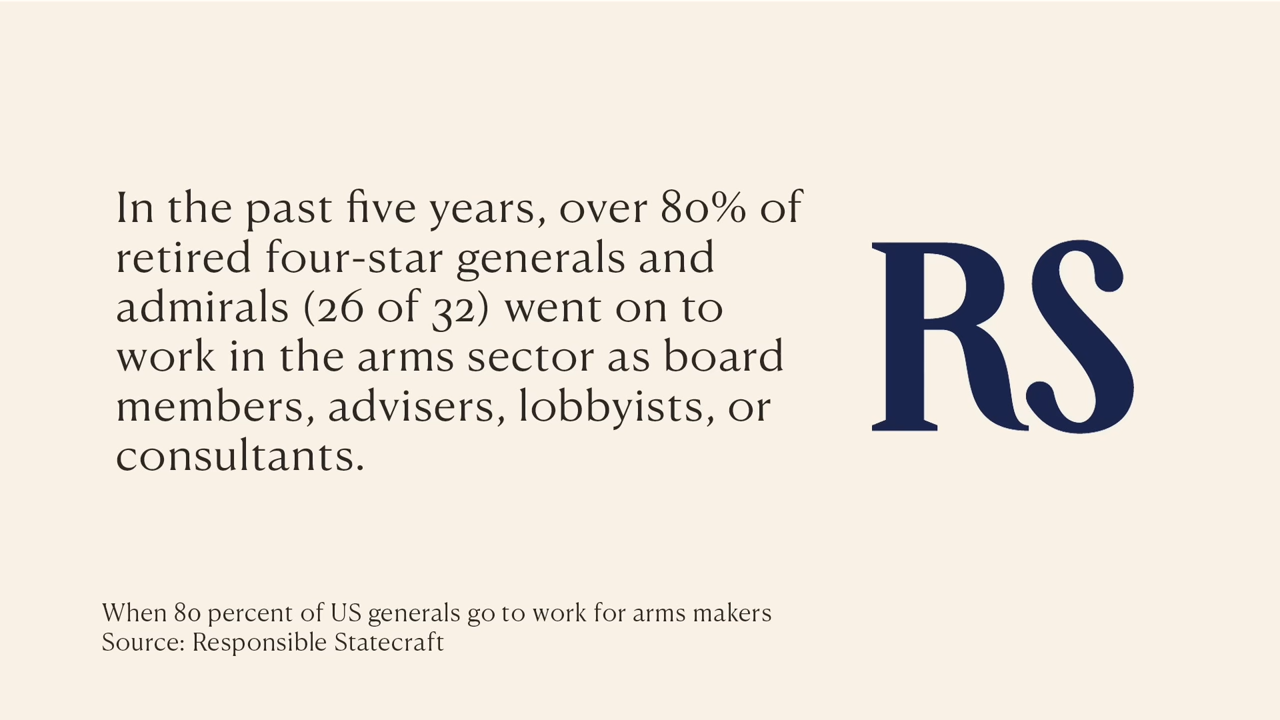 In the past five years, over 80% of
retired four-star generals and
admirals (26 of 32) went on to
work in the arms sector as board
members, advisers, lobbyists, or
consultants.
RS
When 80 percent of US generals go to work for arms makers
Source: Responsible Statecraft